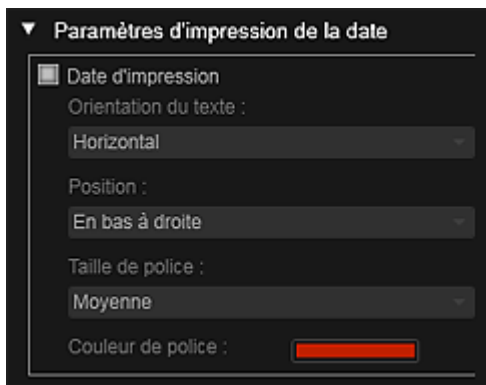 Paramètres d'impression de la date
Date d'impression
Orientation du texte :
Horizontal
Position :
En bas à droite
Taille de police :
Moyenne
Couleur de police :